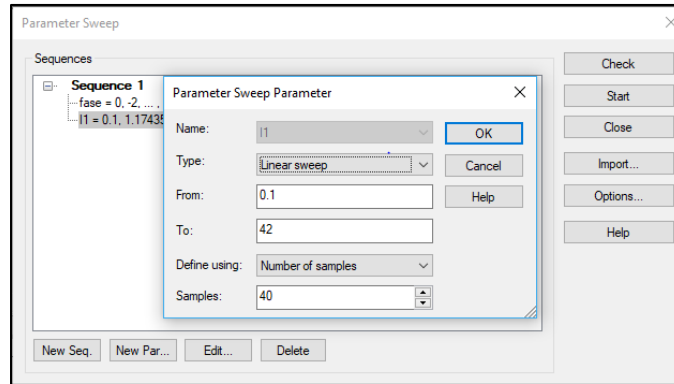 Parameter Sweep
Sequences
Sequence 1
fase = 0, -2, ... ,
I1 = 0.1, 1.1743
Parameter Sweep Parameter
Name: I1
Type: Linear sweep
From: 0.1
To: 42
Define using: Number of samples
Samples: 40
OK
Cancel
Help
Check
Start
Close
Import...
Options...
Help
New Seq. New Par... Edit... Delete